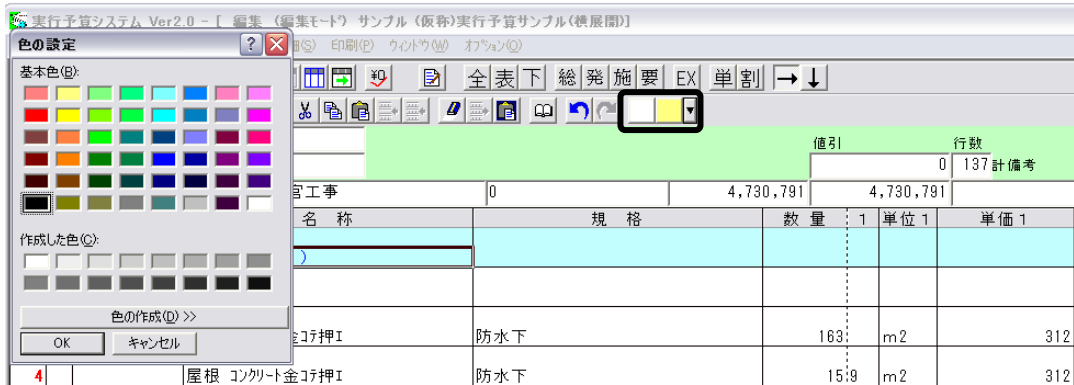 実行予算システム Ver2.0 - [ 編集 (編集モード) サンプル (仮称)実行予算サンプル(横展開)]
色の設定
(S) 印刷(P) ウィンドウ(W) オプション(O)
基本色(B):
全 表 下 総 発 施 要 EX 単 割 → ↓
値引 行数
0 137 計備考
官工事 0 4,730,791 4,730,791
名 称 規 格 数 量 1 単位1 単価1
作成した色(C):
)
色の作成(D) >>
OK キャンセル
金コテ押エ 防水下 163 m2 312
4 屋根 コンクリート金コテ押エ 防水下 15 9 m2 312